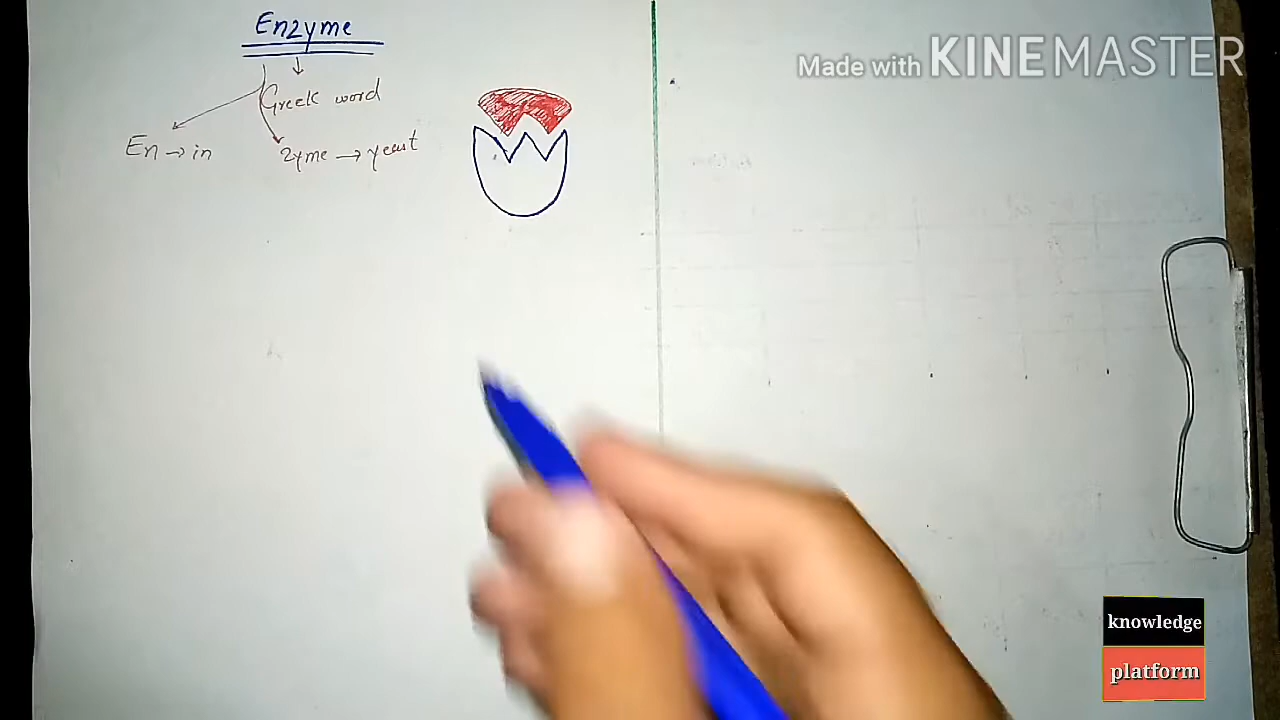 Enzyme
Greek word
En → in
Zyme → yeast
Made with KINEMASTER
knowledge
platform